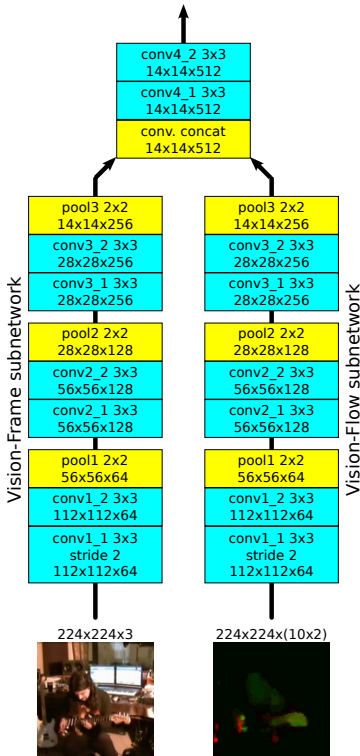 conv4_2 3x3
14x14x512
conv4_1 3x3
14x14x512
conv. concat
14x14x512
Vision-Frame subnetwork
pool3 2x2
14x14x256
conv3_2 3x3
28x28x256
conv3_1 3x3
28x28x256
pool2 2x2
28x28x128
conv2_2 3x3
56x56x128
conv2_1 3x3
56x56x128
pool1 2x2
56x56x64
conv1_2 3x3
112x112x64
conv1_1 3x3
stride 2
112x112x64
224x224x3
pool3 2x2
14x14x256
conv3_2 3x3
28x28x256
conv3_1 3x3
28x28x256
pool2 2x2
28x28x128
conv2_2 3x3
56x56x128
conv2_1 3x3
56x56x128
pool1 2x2
56x56x64
conv1_2 3x3
112x112x64
conv1_1 3x3
stride 2
112x112x64
224x224x(10x2)
Vision-Flow subnetwork